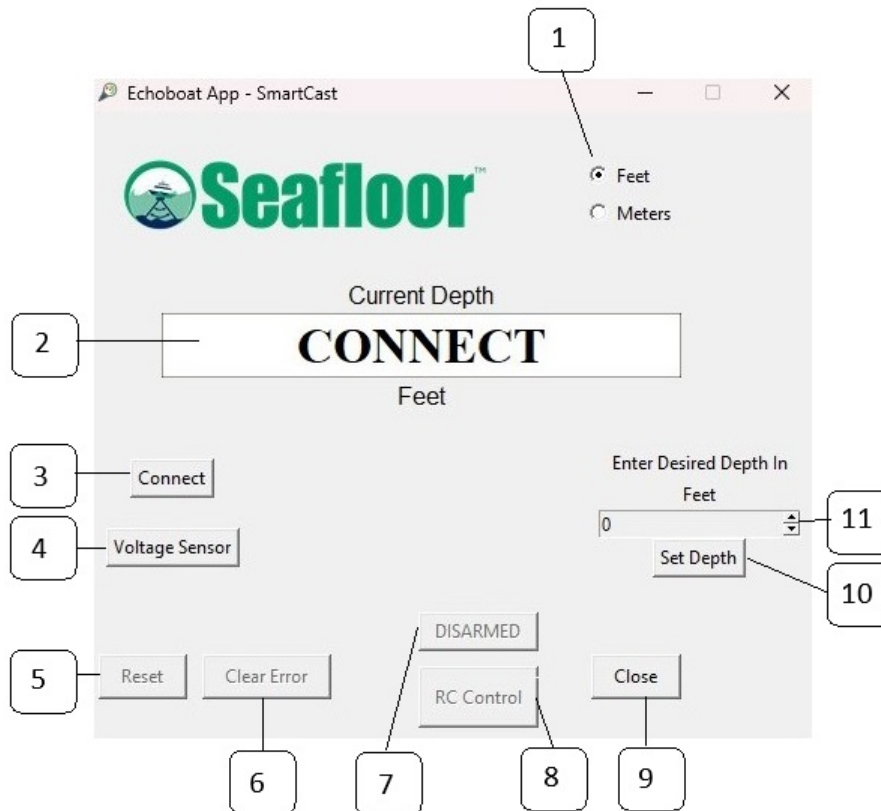 1
Echoboat App - SmartCast
Seafloor™
Feet
Meters
Current Depth
2
CONNECT
Feet
3
Connect
Enter Desired Depth In
Feet
0
11
4
Voltage Sensor
Set Depth
10
DISARMED
5
Reset
Clear Error
RC Control
Close
6
7
8
9